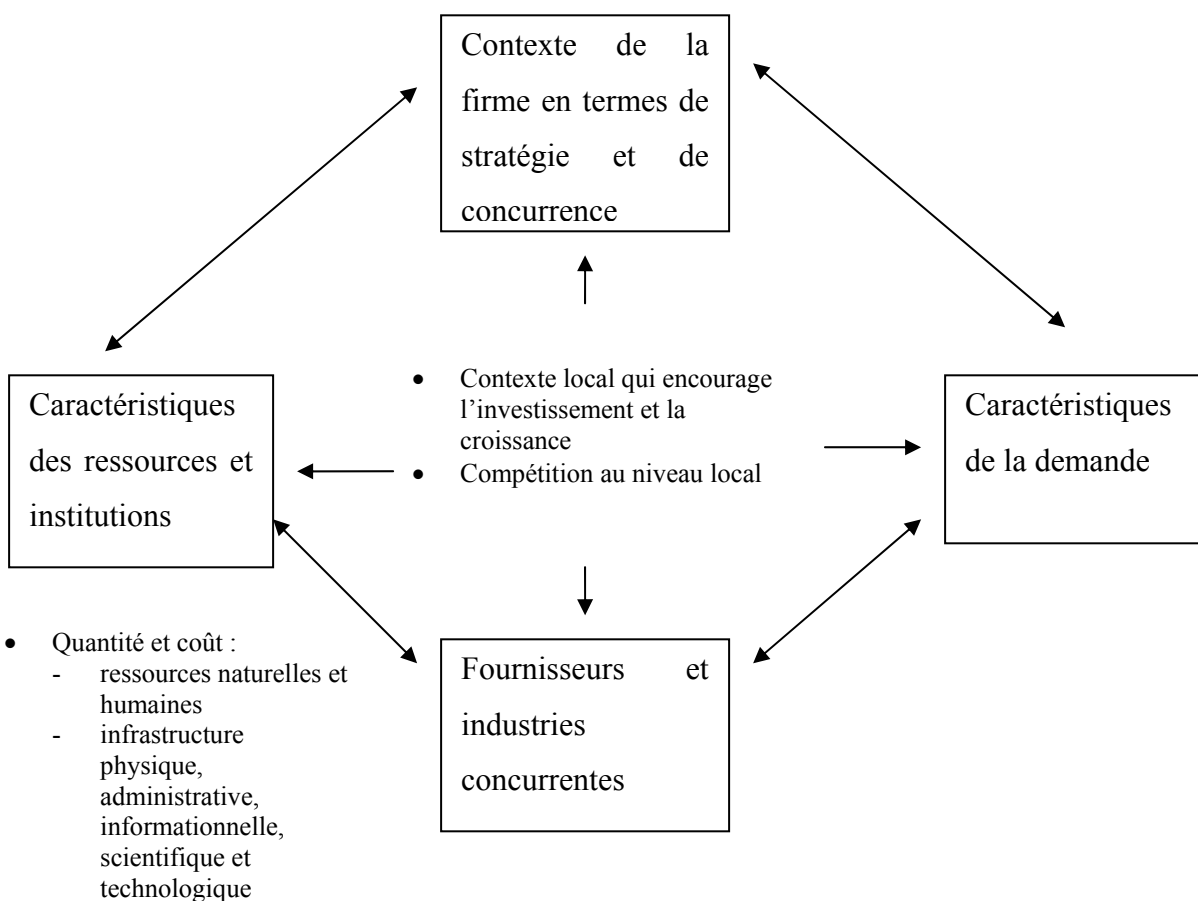 Contexte de la
firme en termes de
stratégie et de
concurrence
Caractéristiques
des ressources et
institutions
• Contexte local qui encourage
l’investissement et la
croissance
• Compétition au niveau local
Caractéristiques
de la demande
• Quantité et coût :
- ressources naturelles et
humaines
- infrastructure
physique,
administrative,
informationnelle,
scientifique et
technologique
Fournisseurs et
industries
concurrentes